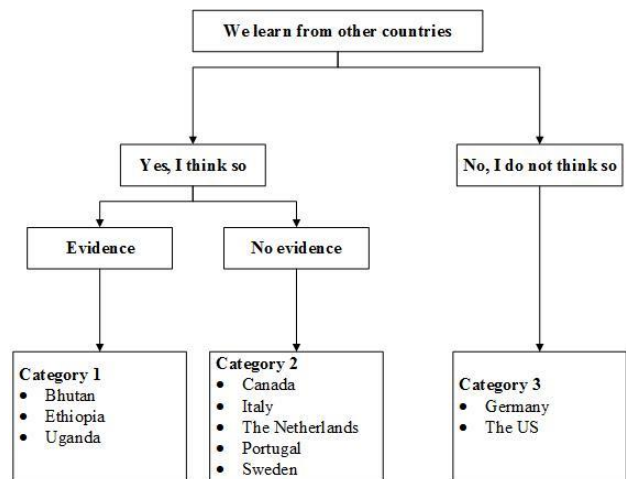 We learn from other countries
Yes, I think so
No, I do not think so
Evidence
No evidence
Category 1
• Bhutan
• Ethiopia
• Uganda
Category 2
• Canada
• Italy
• The Netherlands
• Portugal
• Sweden
Category 3
• Germany
• The US